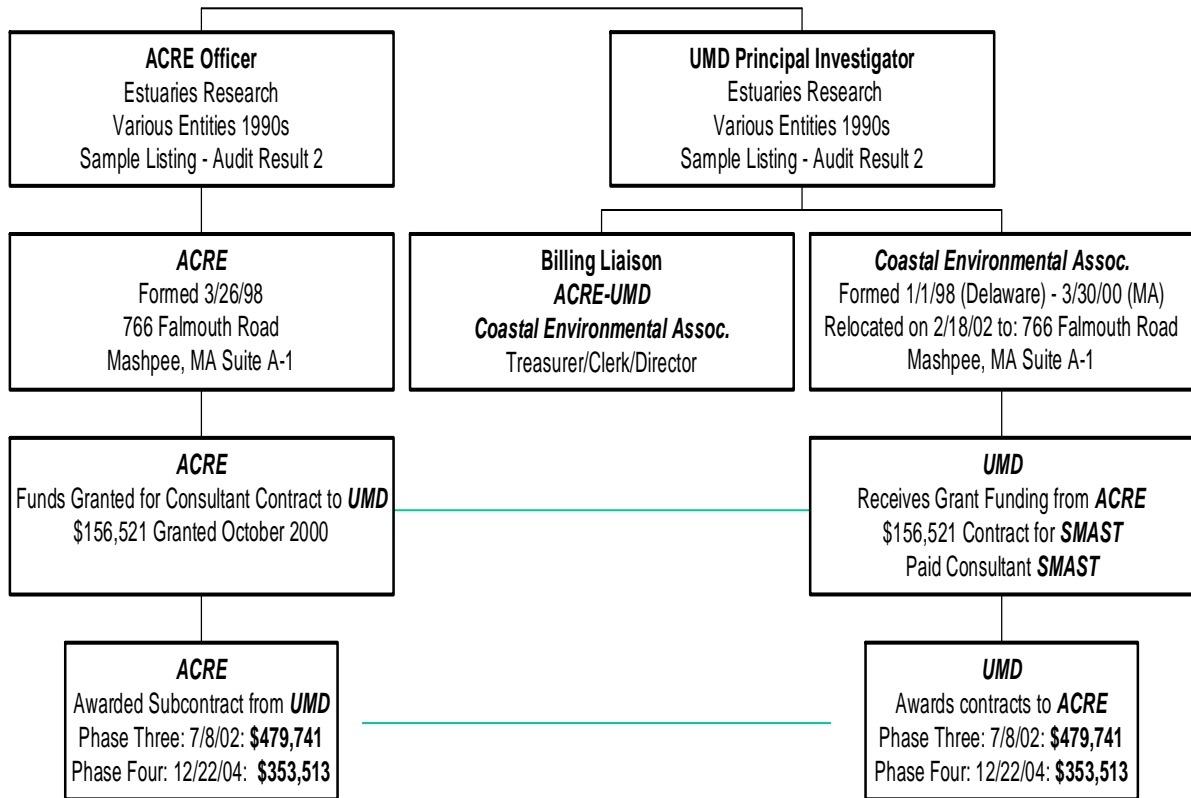 ACRE Officer
Estuaries Research
Various Entities 1990s
Sample Listing - Audit Result 2
UMD Principal Investigator
Estuaries Research
Various Entities 1990s
Sample Listing - Audit Result 2
ACRE
Formed 3/26/98
766 Falmouth Road
Mashpee, MA Suite A-1
Billing Liaison
ACRE-UMD
Coastal Environmental Assoc.
Treasurer/Clerk/Director
Coastal Environmental Assoc.
Formed 1/1/98 (Delaware) - 3/30/00 (MA)
Relocated on 2/18/02 to: 766 Falmouth Road
Mashpee, MA Suite A-1
ACRE
Funds Granted for Consultant Contract to UMD
$156,521 Granted October 2000
UMD
Receives Grant Funding from ACRE
$156,521 Contract for SMAST
Paid Consultant SMAST
ACRE
Awarded Subcontract from UMD
Phase Three: 7/8/02: $479,741
Phase Four: 12/22/04: $353,513
UMD
Awards contracts to ACRE
Phase Three: 7/8/02: $479,741
Phase Four: 12/22/04: $353,513